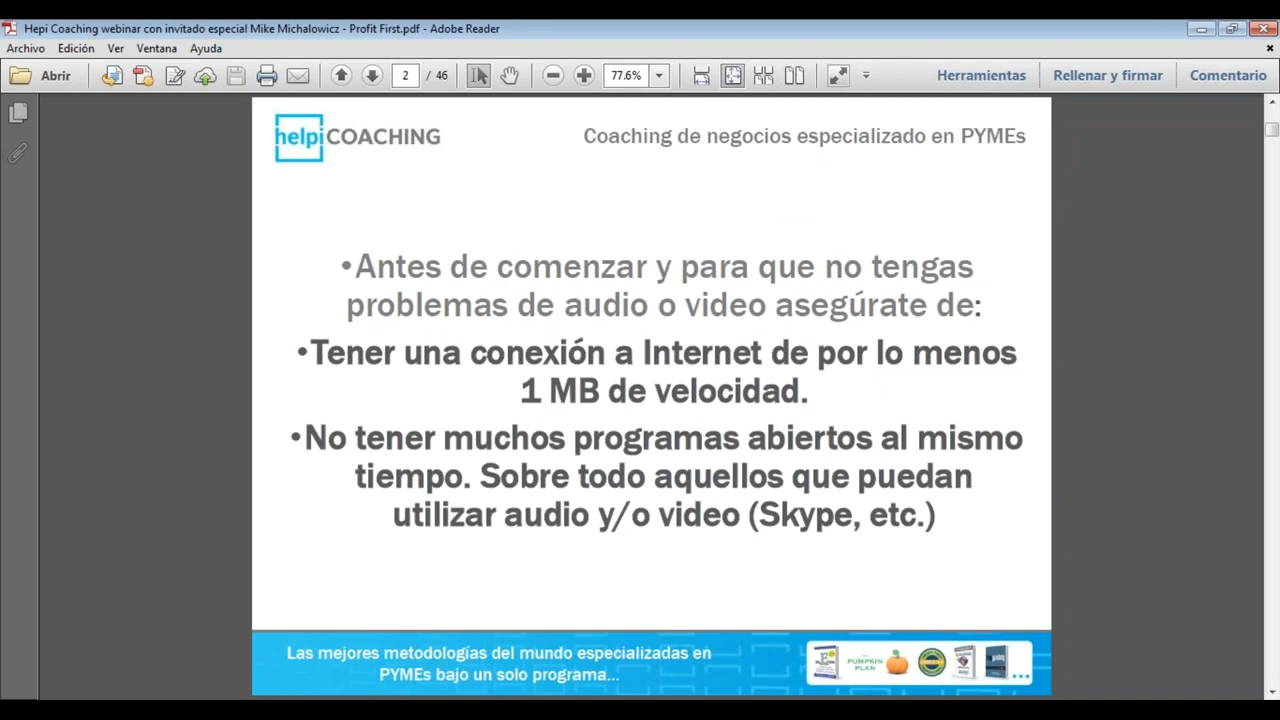 Hepi Coaching webinar con invitado especial Mike Michalowicz - Profit First.pdf - Adobe Reader
Archivo Edición Ver Ventana Ayuda
Abrir 2 / 46 77.6% Herramientas Rellenar y firmar Comentario
helpi COACHING
Coaching de negocios especializado en PYMEs
•Antes de comenzar y para que no tengas
problemas de audio o video asegúrate de:
•Tener una conexión a Internet de por lo menos
1 MB de velocidad.
•No tener muchos programas abiertos al mismo
tiempo. Sobre todo aquellos que puedan
utilizar audio y/o video (Skype, etc.)
Las mejores metodologías del mundo especializadas en
PYMEs bajo un solo programa...
PUMPKIN
PLAN
...